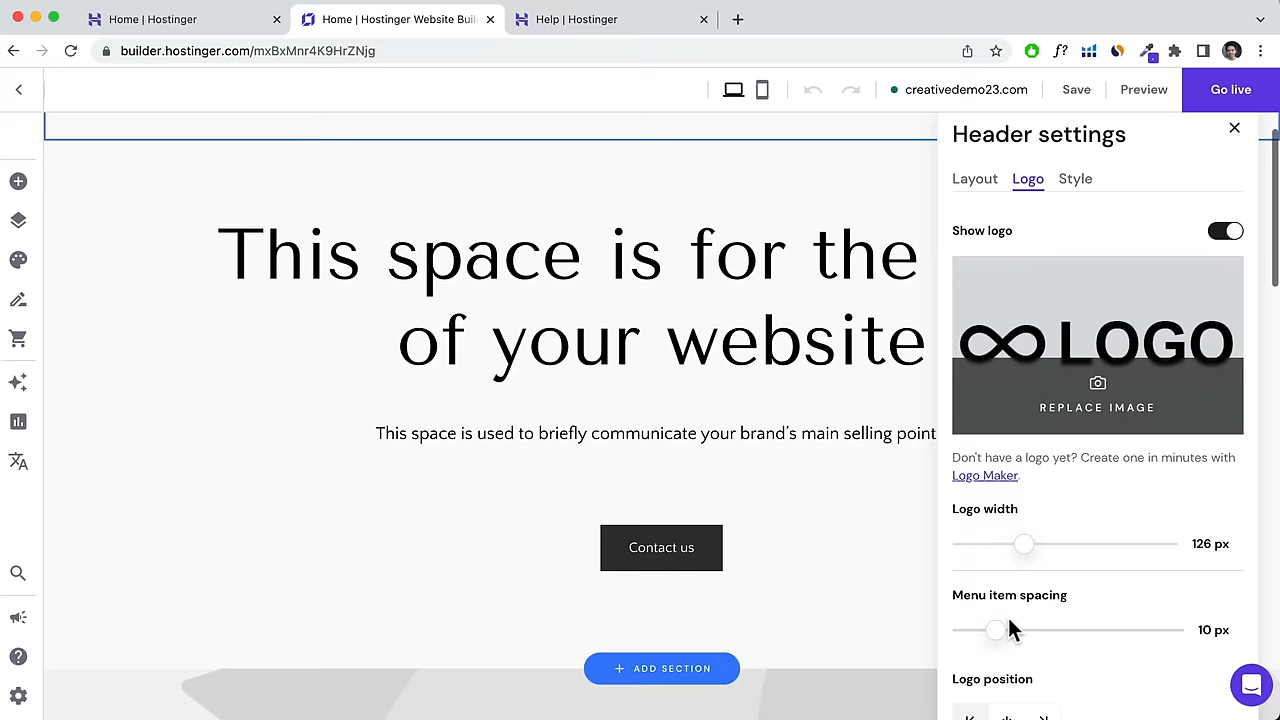 Home | Hostinger
Home | Hostinger Website Buil
Help | Hostinger
builder.hostinger.com/mxBxMnr4K9HrZNjg
f?
creativedemo23.com
Save
Preview
Go live
Header settings
Layout
Logo
Style
Show logo
LOGO
REPLACE IMAGE
Don't have a logo yet? Create one in minutes with
Logo Maker.
Logo width
126 px
Menu item spacing
10 px
Logo position
This space is for the
of your website
This space is used to briefly communicate your brand's main selling point
Contact us
+ ADD SECTION